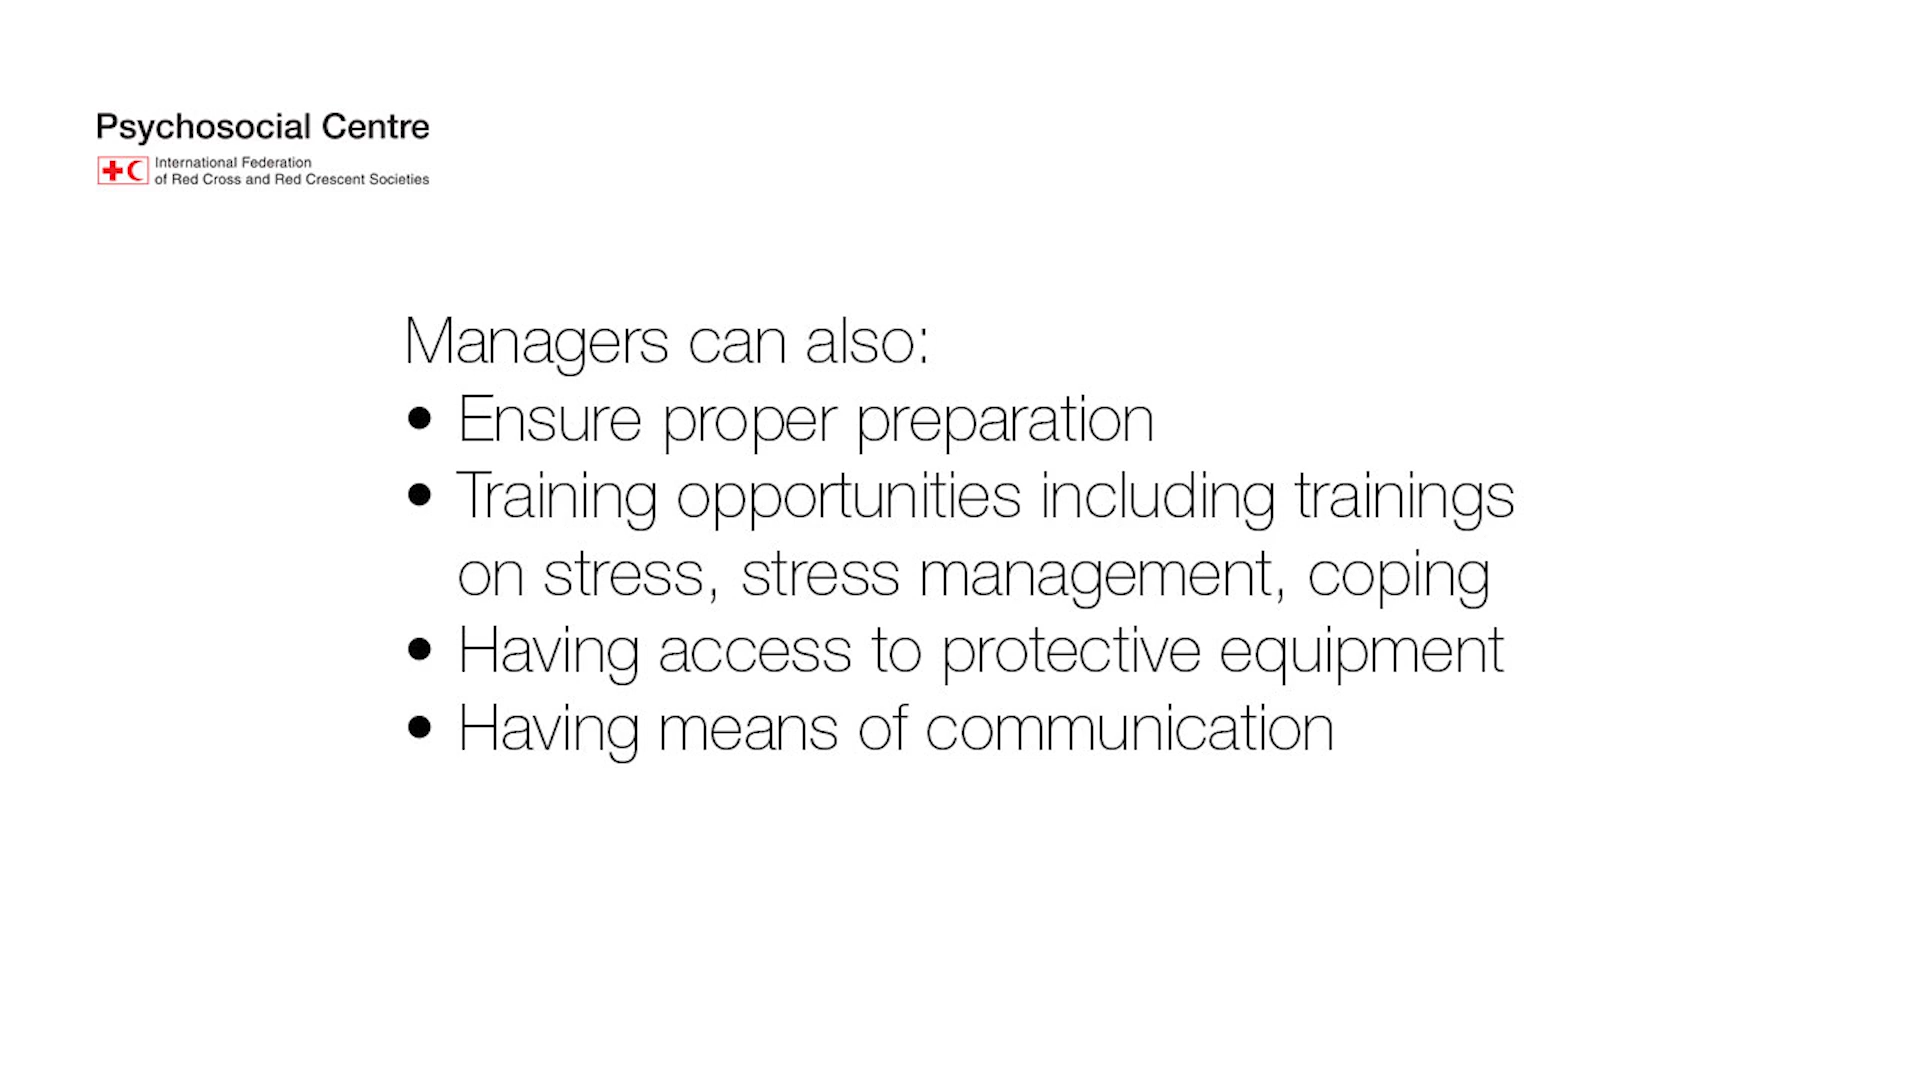 Psychosocial Centre
International Federation
of Red Cross and Red Crescent Societies
Managers can also:
• Ensure proper preparation
• Training opportunities including trainings
on stress, stress management, coping
• Having access to protective equipment
• Having means of communication